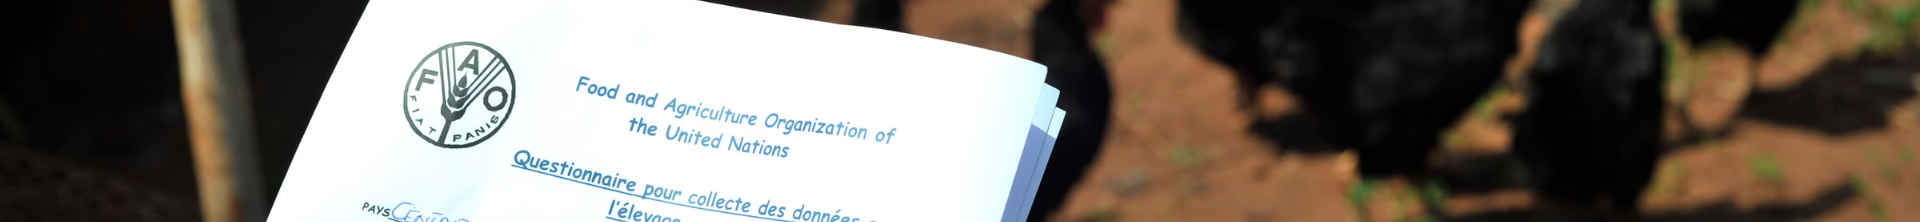 F A O
FIAT PANIS
Food and Agriculture Organization of
the United Nations
Questionnaire pour collecte des données
l'élevage
PAYS